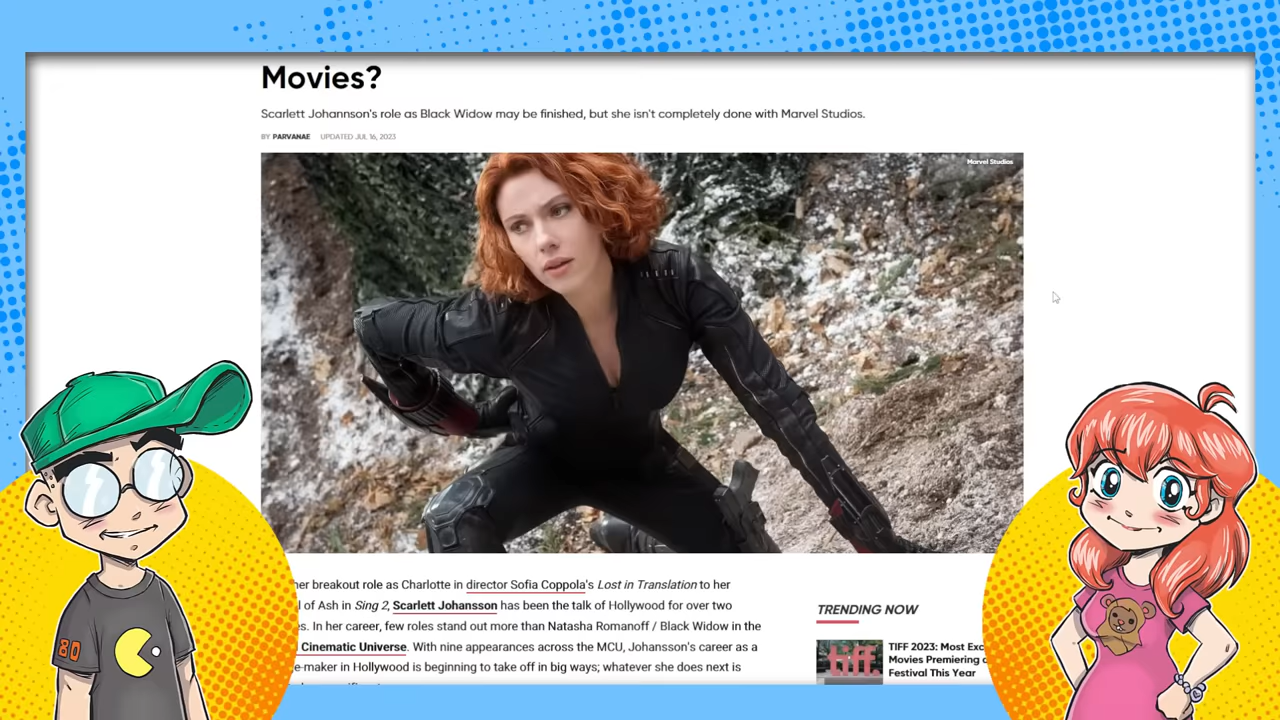 Movies?
Scarlett Johannson's role as Black Widow may be finished, but she isn't completely done with Marvel Studios.
BY PARVANAE UPDATED JUL 16, 2023
Marvel Studios
her breakout role as Charlotte in director Sofia Coppola's Lost in Translation to her
of Ash in Sing 2, Scarlett Johansson has been the talk of Hollywood for over two
es. In her career, few roles stand out more than Natasha Romanoff / Black Widow in the
Cinematic Universe. With nine appearances across the MCU, Johansson's career as a
e-maker in Hollywood is beginning to take off in big ways; whatever she does next is
TRENDING NOW
tiff.
TIFF 2023: Most Exc
Movies Premiering
Festival This Year
80